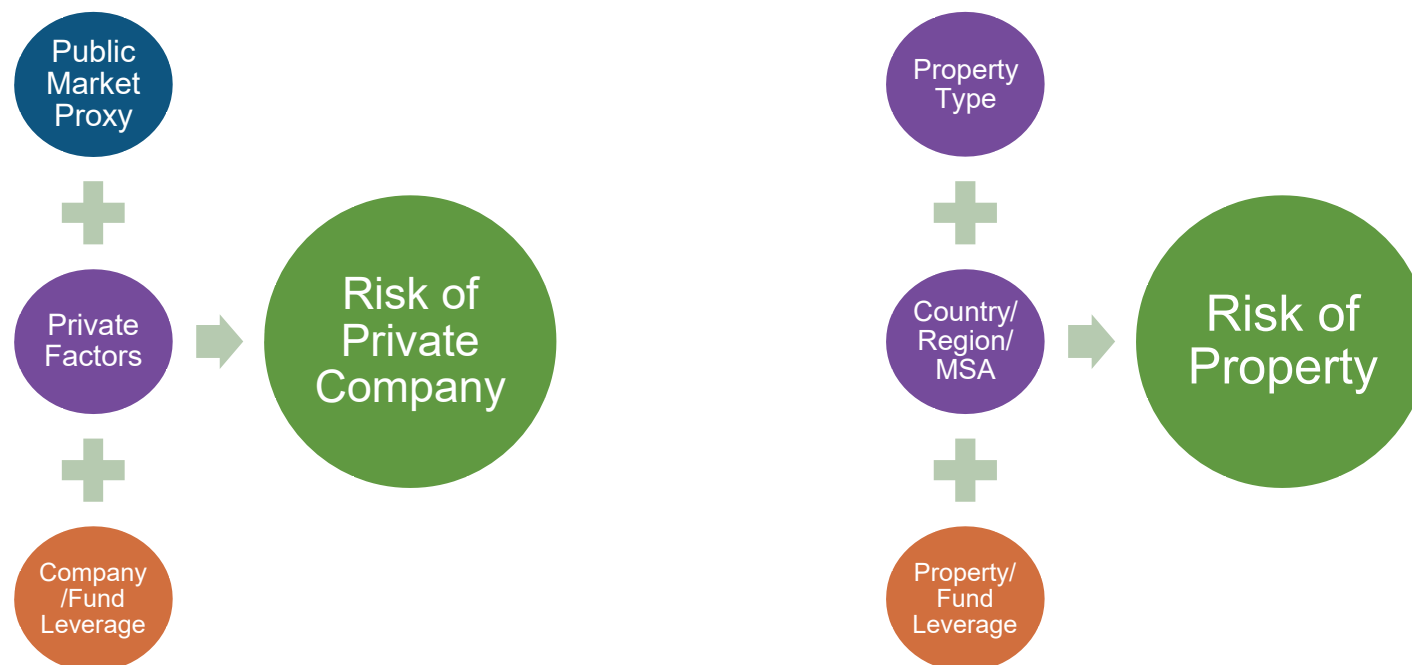 Public
Market
Proxy
Private
Factors
Company
/Fund
Leverage
Risk of
Private
Company
Property
Type
Country/
Region/
MSA
Property/
Fund
Leverage
Risk of
Property